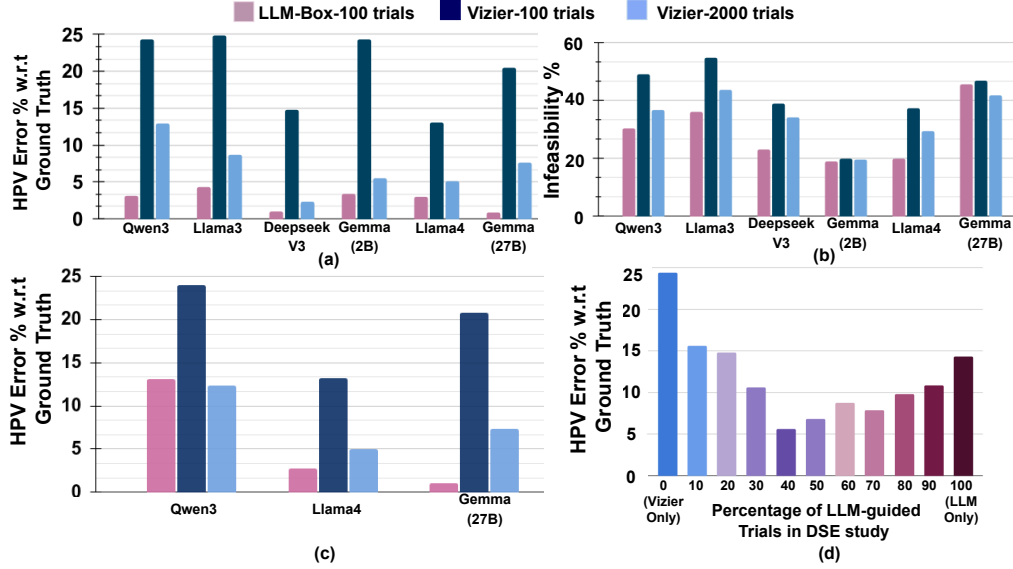 LLM-Box-100 trials Vizier-100 trials Vizier-2000 trials
HPV Error % w.r.t
Ground Truth
25
20
15
10
5
0
Qwen3 Llama3 Deepseek V3 Gemma (2B) Llama4 Gemma (27B)
(a)
Infeasibility %
60
40
20
0
Qwen3 Llama3 Deepseek V3 Gemma (2B) Llama4 Gemma (27B)
(b)
HPV Error % w.r.t
Ground Truth
25
20
15
10
5
0
Qwen3 Llama4 Gemma (27B)
(c)
HPV Error % w.r.t
Ground Truth
25
20
15
10
5
0
0 10 20 30 40 50 60 70 80 90 100
(Vizier Only) (LLM Only)
Percentage of LLM-guided
Trials in DSE study
(d)